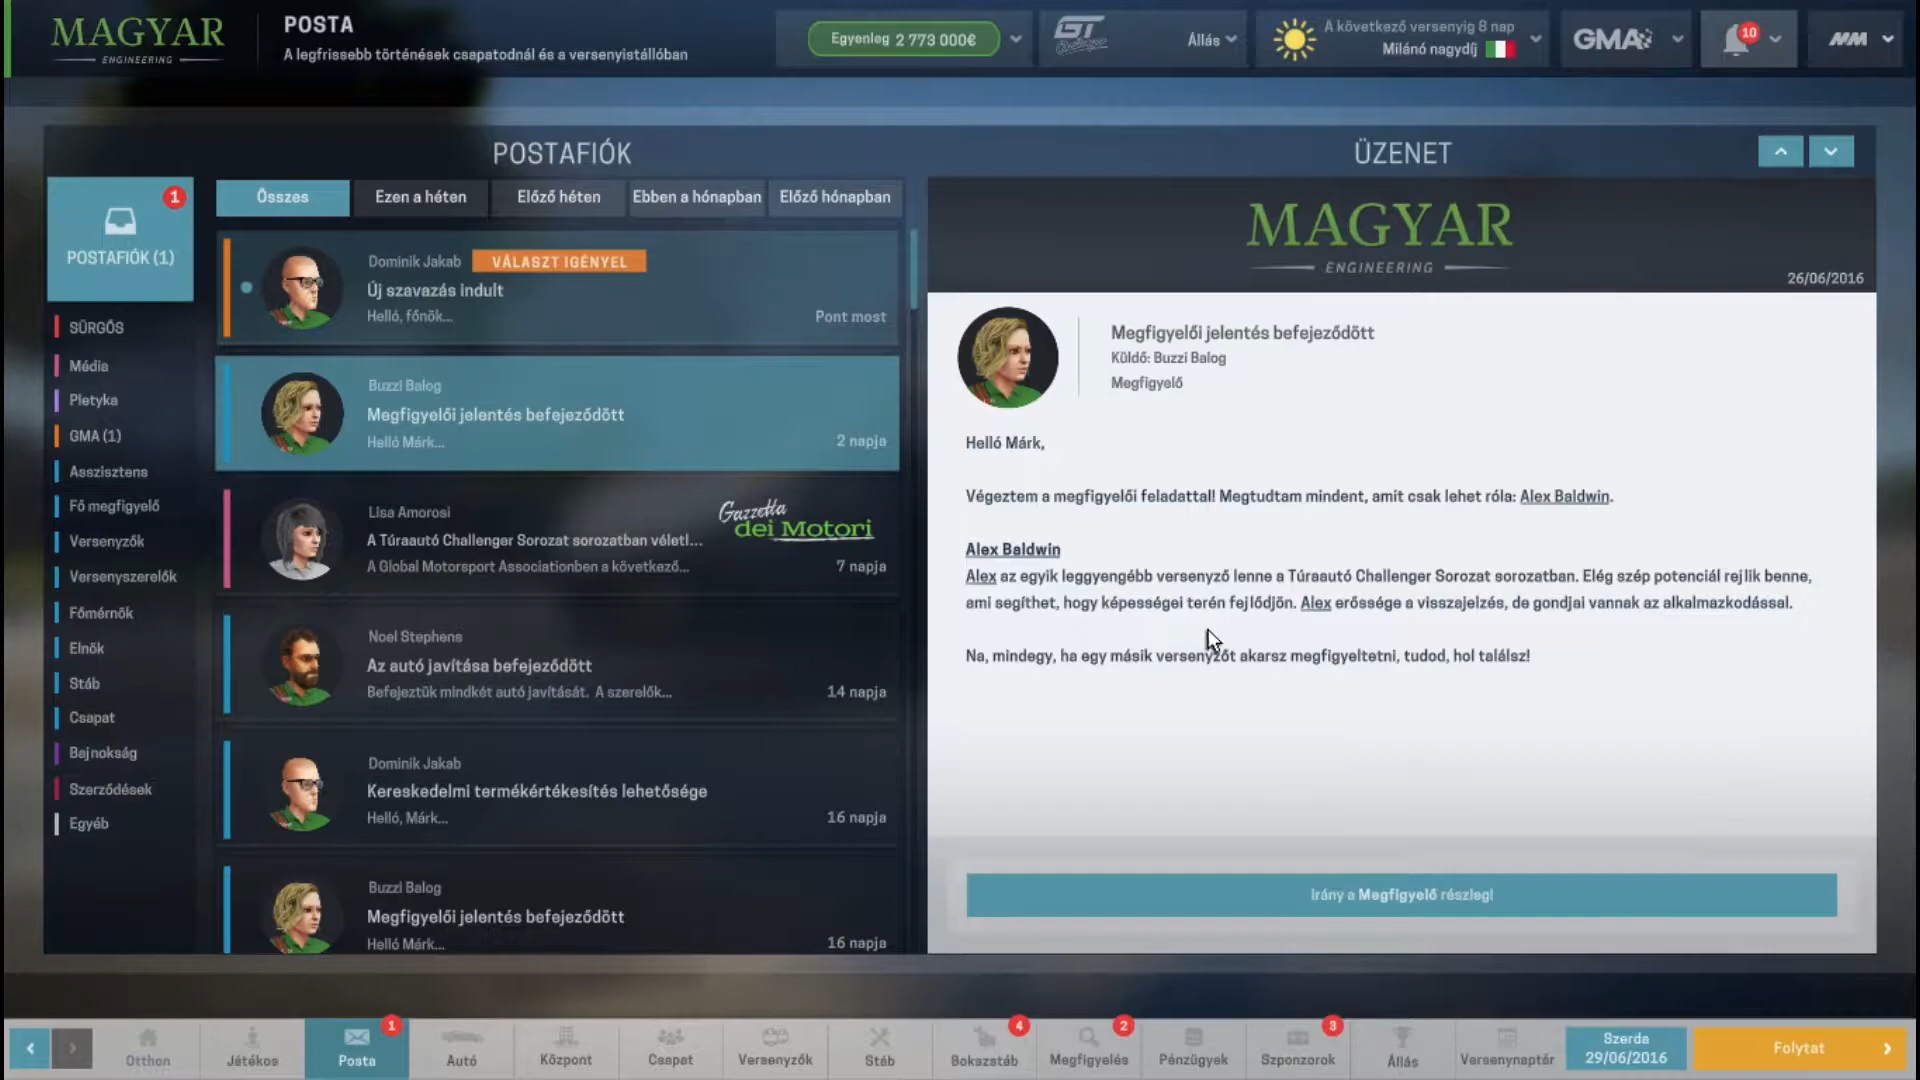 MAGYAR
ENGINEERING
POSTA
A legfrissebb történések csapatodnál és a versenyistállóban
Egyenleg 2 773 000€
GT
Challenger
Állás
A következő versenyig 8 nap
Milánó nagydíj
GMA
10
MM
POSTAFIÓK
ÜZENET
1
POSTAFIÓK (1)
SÜRGŐS
Média
Pletyka
GMA (1)
Asszisztens
Fő megfigyelő
Versenyzők
Versenyszerelők
Főmérnök
Elnök
Stáb
Csapat
Bajnokság
Szerződések
Egyéb
Összes
Ezen a héten
Előző héten
Ebben a hónapban
Előző hónapban
Dominik Jakab
VÁLASZT IGÉNYEL
Új szavazás indult
Helló, főnök...
Pont most
Buzzi Balog
Megfigyelői jelentés befejeződött
Helló Márk...
2 napja
Lisa Amorosi
Gazzetta
dei Motori
A Túraautó Challenger Sorozat sorozatban véletl...
A Global Motorsport Associationben a következő...
7 napja
Noel Stephens
Az autó javítása befejeződött
Befejeztük mindkét autó javítását. A szerelők...
14 napja
Dominik Jakab
Kereskedelmi termékértékesítés lehetősége
Helló, Márk...
16 napja
Buzzi Balog
Megfigyelői jelentés befejeződött
Helló Márk...
16 napja
MAGYAR
ENGINEERING
26/06/2016
Megfigyelői jelentés befejeződött
Küldő: Buzzi Balog
Megfigyelő
Helló Márk,
Végeztem a megfigyelői feladattal! Megtudtam mindent, amit csak lehet róla: Alex Baldwin.
Alex Baldwin
Alex az egyik leggyengébb versenyző lenne a Túraautó Challenger Sorozat sorozatban. Elég szép potenciál rejlik benne,
ami segíthet, hogy képességei terén fejlődjön. Alex erőssége a visszajelzés, de gondjai vannak az alkalmazkodással.
Na, mindegy, ha egy másik versenyzőt akarsz megfigyeltetni, tudod, hol találsz!
Irány a Megfigyelő részleg!
Otthon
Játékos
1
Posta
Autó
Központ
Csapat
Versenyzők
Stáb
4
Bokszstáb
2
Megfigyelés
Pénzügyek
3
Szponzorok
Állás
Versenynaptár
Szerda
29/06/2016
Folytat